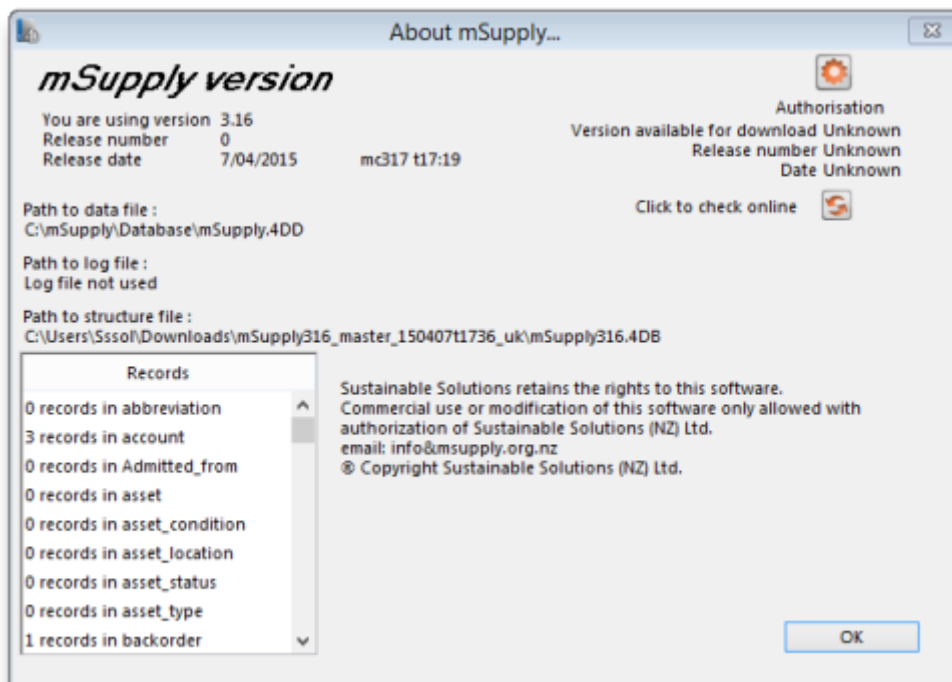 About mSupply...
mSupply version
You are using version 3.16
Release number 0
Release date 7/04/2015 mc317 t17:19
Authorisation
Version available for download Unknown
Release number Unknown
Date Unknown
Click to check online
Path to data file :
C:\mSupply\Database\mSupply.4DD
Path to log file :
Log file not used
Path to structure file :
C:\Users\Sssol\Downloads\mSupply316_master_150407t1736_uk\mSupply316.4DB
Records
0 records in abbreviation
3 records in account
0 records in Admitted_from
0 records in asset
0 records in asset_condition
0 records in asset_location
0 records in asset_status
0 records in asset_type
1 records in backorder
Sustainable Solutions retains the rights to this software.
Commercial use or modification of this software only allowed with
authorization of Sustainable Solutions (NZ) Ltd.
email: info&msupply.org.nz
® Copyright Sustainable Solutions (NZ) Ltd.
OK